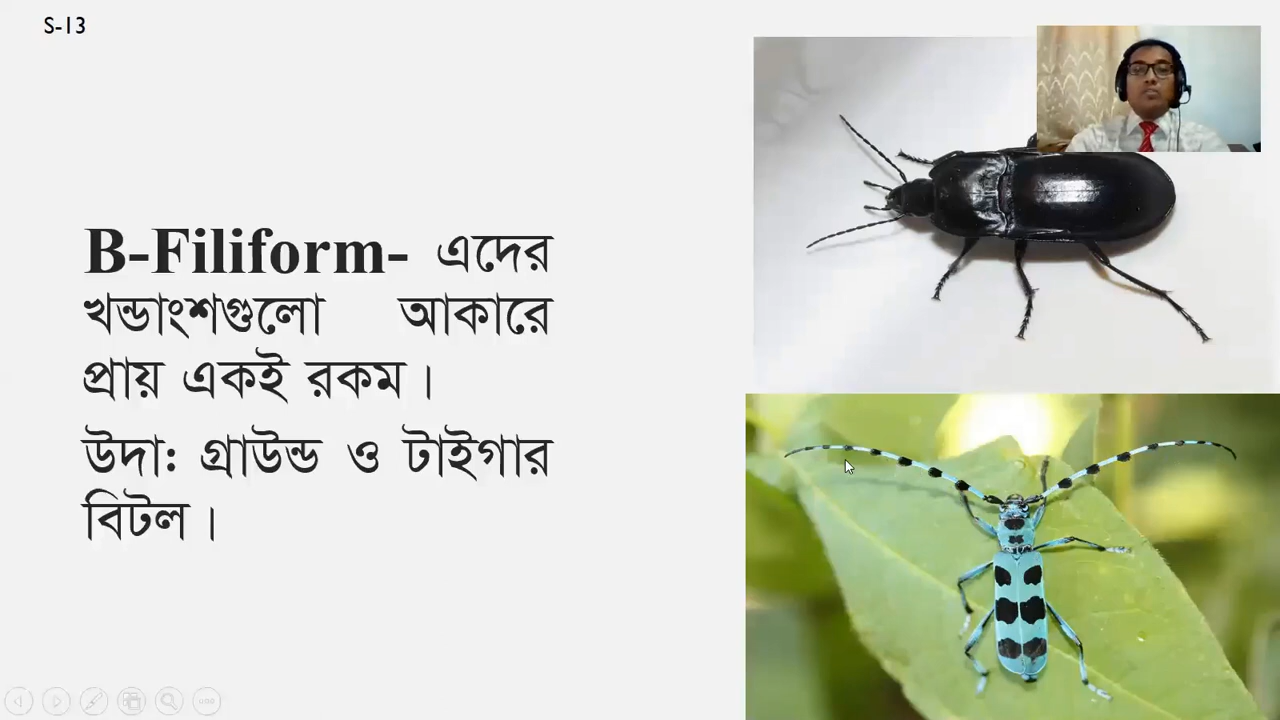 S-13
B-Filiform- এদের
খন্ডাংশগুলো আকারে
প্রায় একই রকম।
উদা: গ্রাউন্ড ও টাইগার
বিটল।